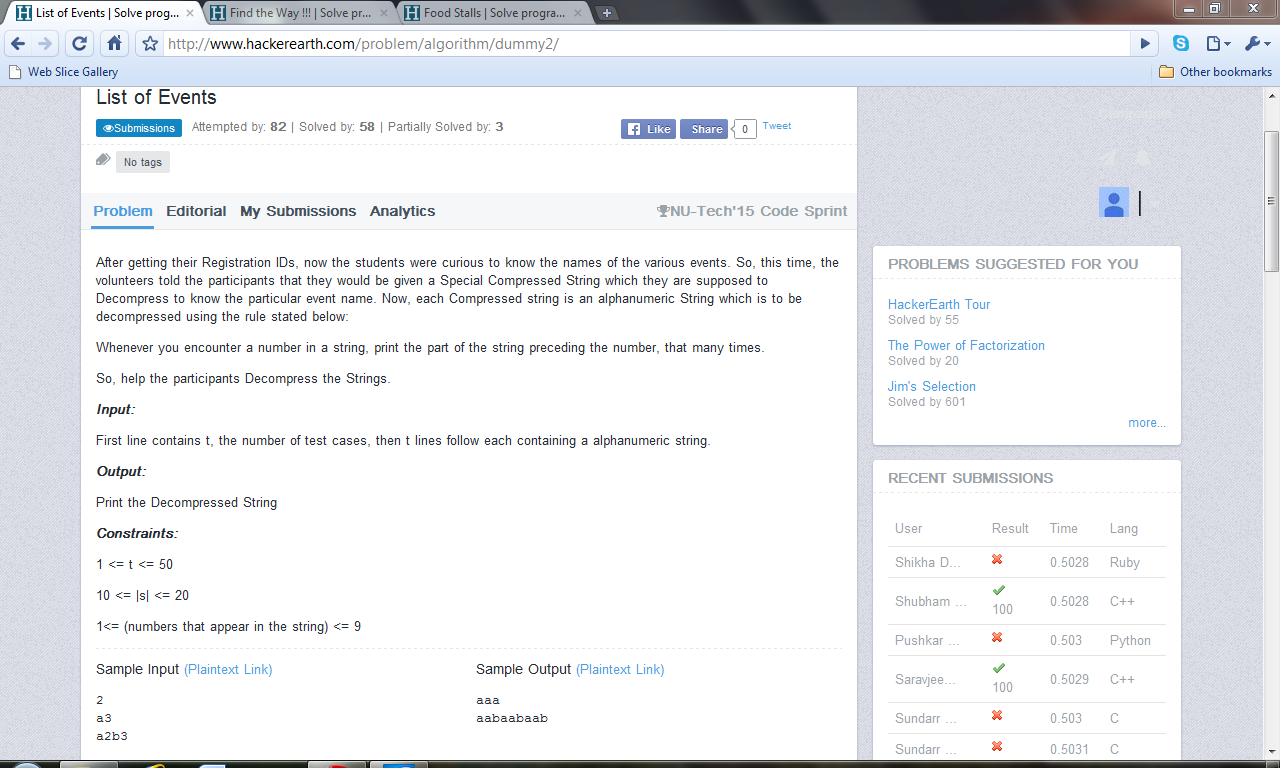 List of Events | Solve prog...
Find the Way !!! | Solve pr...
Food Stalls | Solve progra...
http://www.hackerearth.com/problem/algorithm/dummy2/
Web Slice Gallery
Other bookmarks
List of Events
Submissions Attempted by: 82 | Solved by: 58 | Partially Solved by: 3
Like Share 0 Tweet
No tags
Problem Editorial My Submissions Analytics
NU-Tech'15 Code Sprint
After getting their Registration IDs, now the students were curious to know the names of the various events. So, this time, the
volunteers told the participants that they would be given a Special Compressed String which they are supposed to
Decompress to know the particular event name. Now, each Compressed string is an alphanumeric String which is to be
decompressed using the rule stated below:
Whenever you encounter a number in a string, print the part of the string preceding the number, that many times.
So, help the participants Decompress the Strings.
Input:
First line contains t, the number of test cases, then t lines follow each containing a alphanumeric string.
Output:
Print the Decompressed String
Constraints:
1 <= t <= 50
10 <= |s| <= 20
1<= (numbers that appear in the string) <= 9
Sample Input (Plaintext Link)
2
a3
a2b3
Sample Output (Plaintext Link)
aaa
aabaabaab
PROBLEMS SUGGESTED FOR YOU
HackerEarth Tour
Solved by 55
The Power of Factorization
Solved by 20
Jim's Selection
Solved by 601
more...
RECENT SUBMISSIONS
User Result Time Lang
Shikha D... 0.5028 Ruby
Shubham ... 100 0.5028 C++
Pushkar ... 0.503 Python
Saravjee... 100 0.5029 C++
Sundarr ... 0.503 C
Sundarr ... 0.5031 C